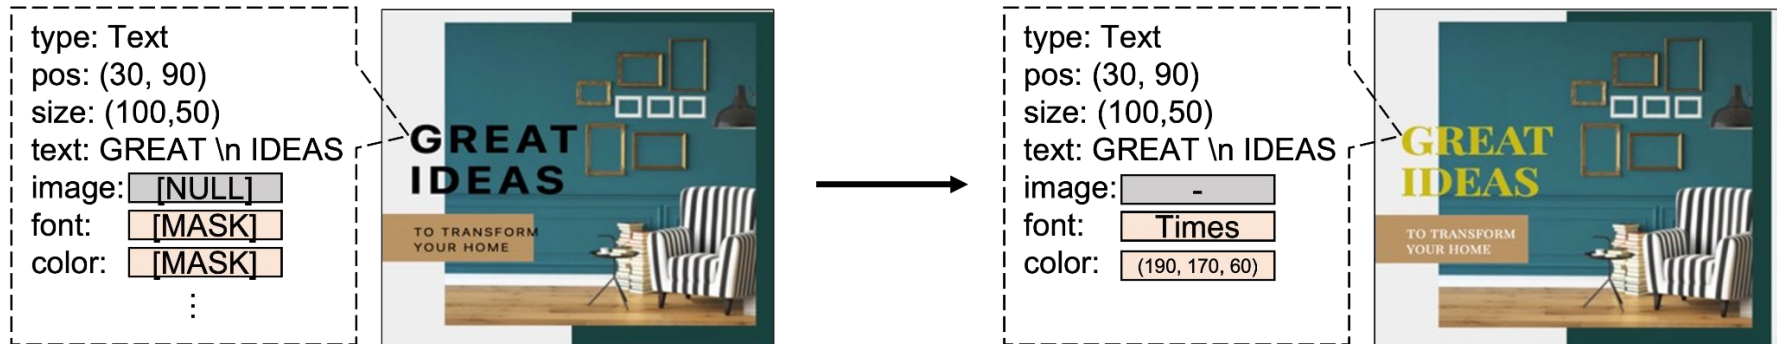 type: Text
pos: (30, 90)
size: (100,50)
text: GREAT \n IDEAS
image: [NULL]
font: [MASK]
color: [MASK]
⋮
GREAT
IDEAS
TO TRANSFORM
YOUR HOME
type: Text
pos: (30, 90)
size: (100,50)
text: GREAT \n IDEAS
image: -
font: Times
color: (190, 170, 60)
GREAT
IDEAS
TO TRANSFORM
YOUR HOME